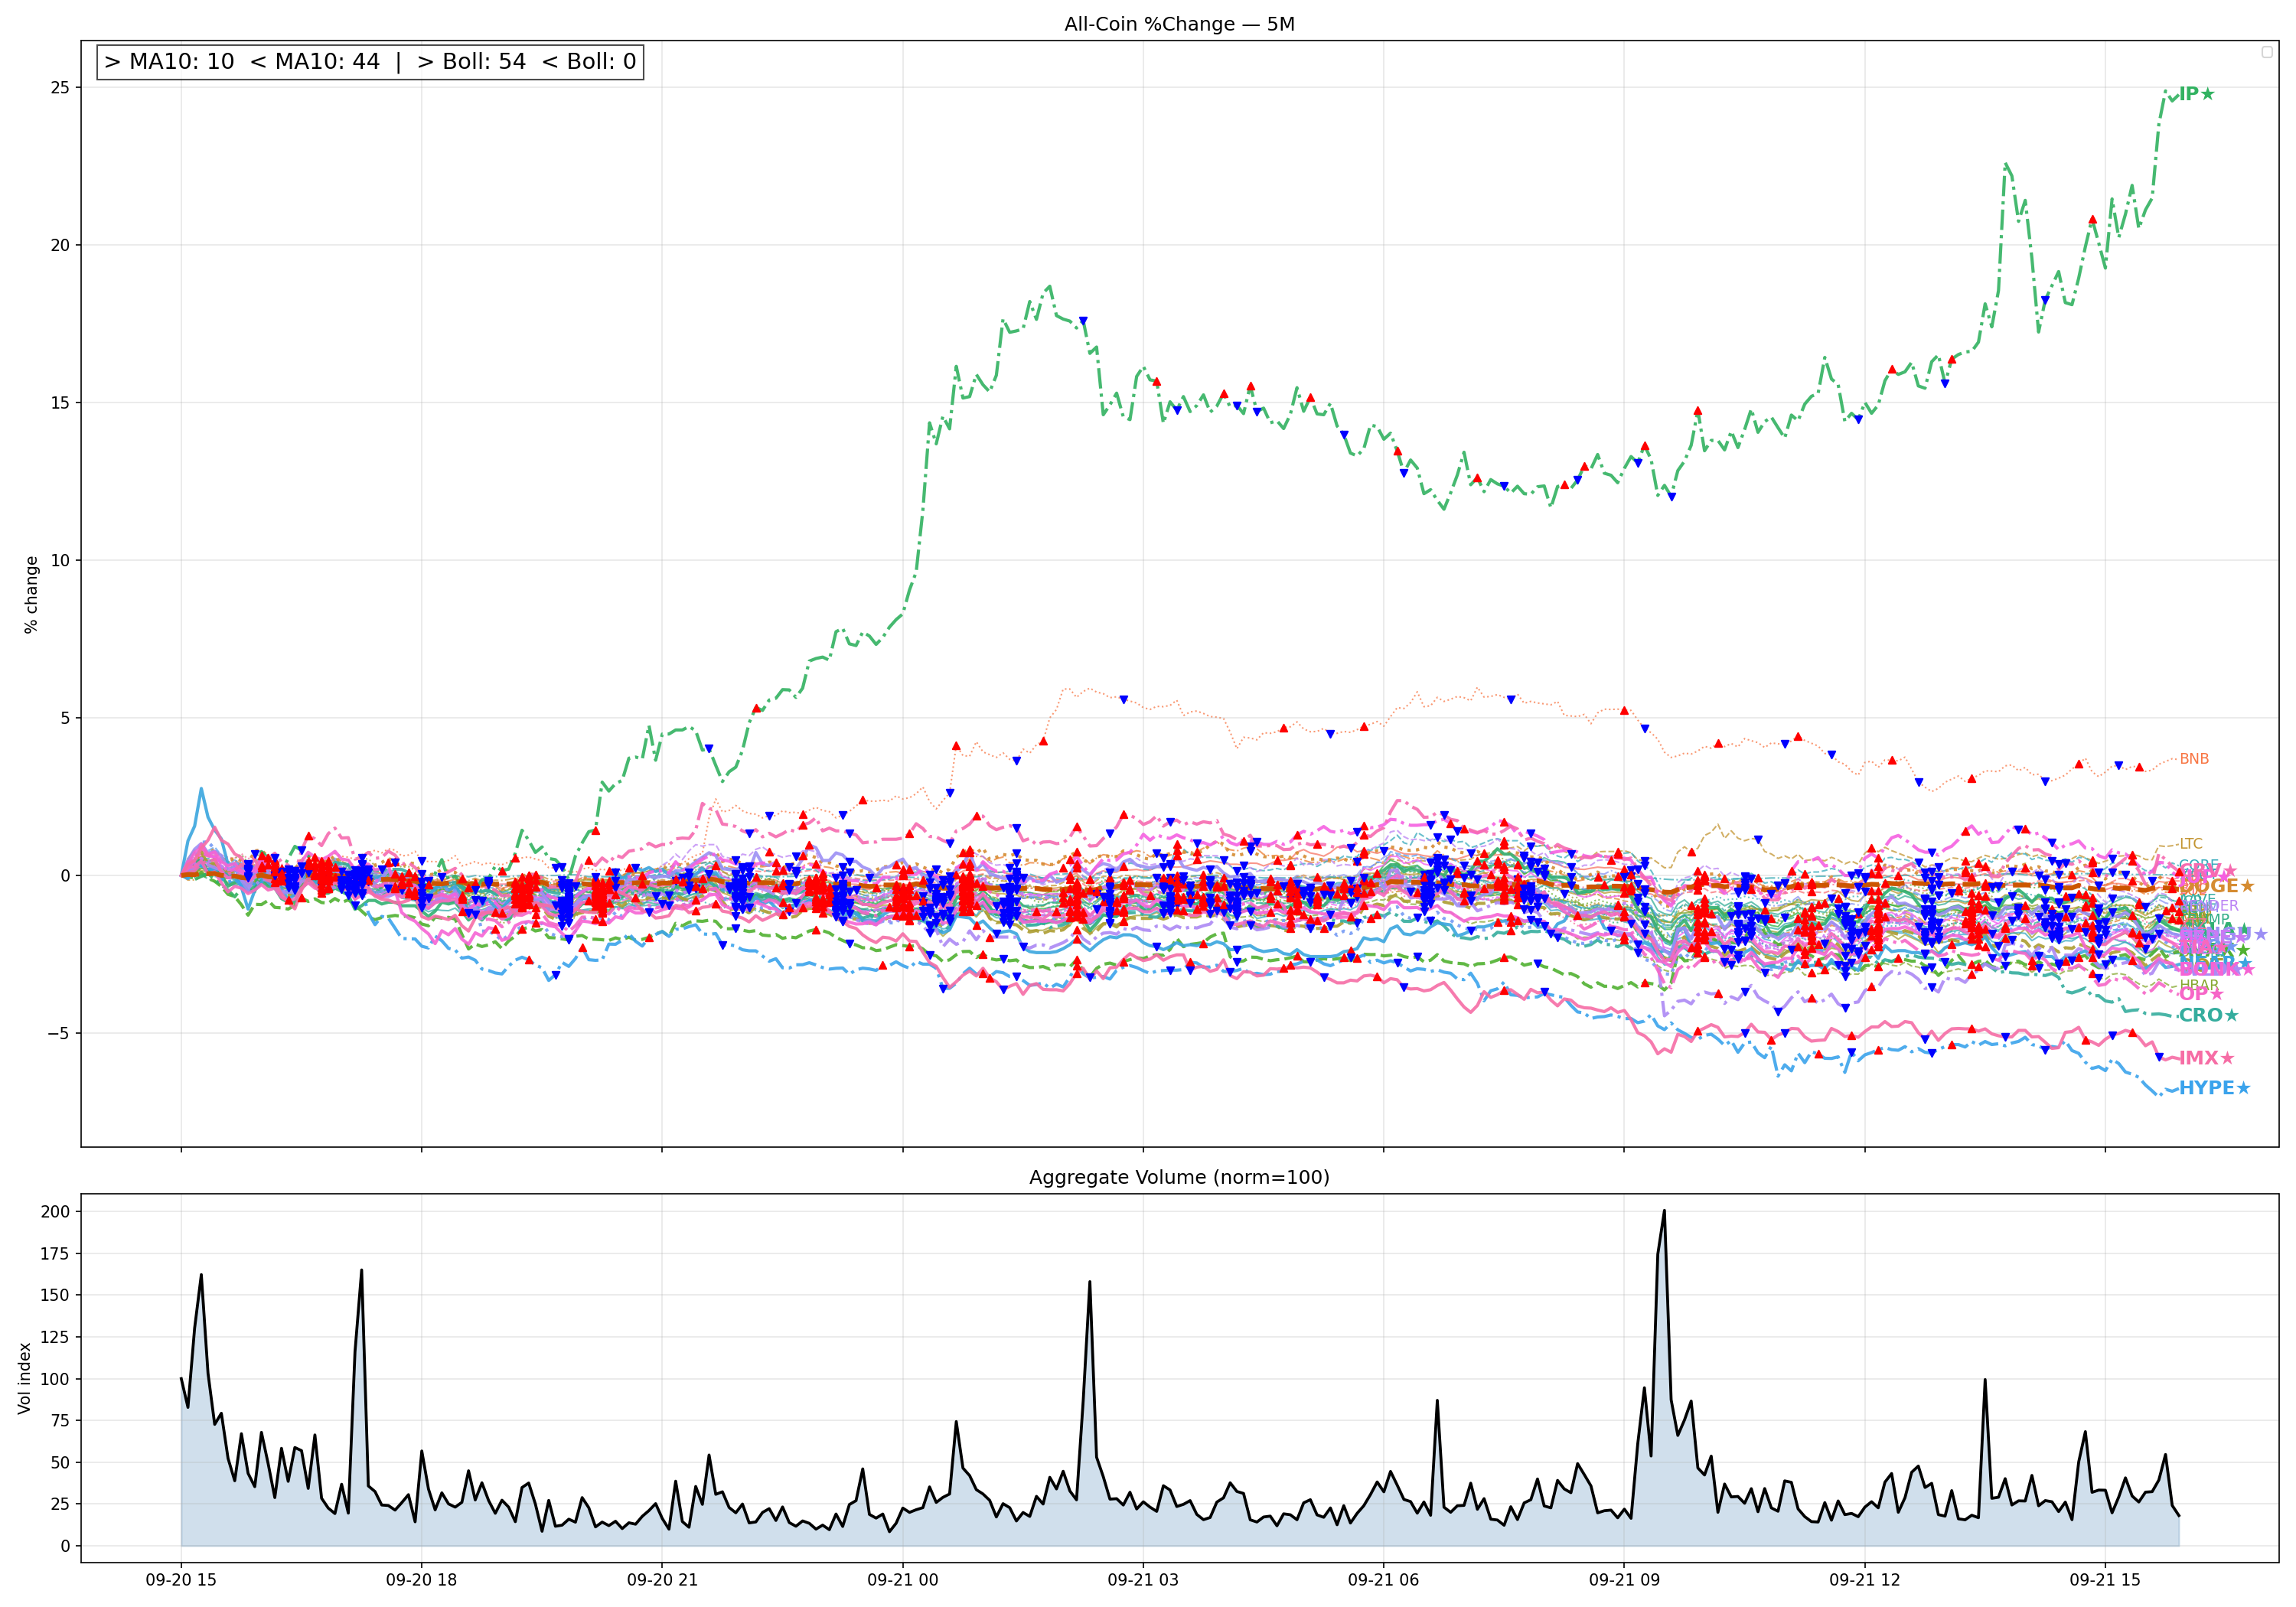 All-Coin %Change — 5M
> MA10: 10 < MA10: 44 | > Boll: 54 < Boll: 0
25
20
15
10
5
0
−5
% change
IP★
BNB
LTC
DOGE★
HBAR
OP★
CRO★
IMX★
HYPE★
Aggregate Volume (norm=100)
200
175
150
125
100
75
50
25
0
Vol index
09-20 15
09-20 18
09-20 21
09-21 00
09-21 03
09-21 06
09-21 09
09-21 12
09-21 15